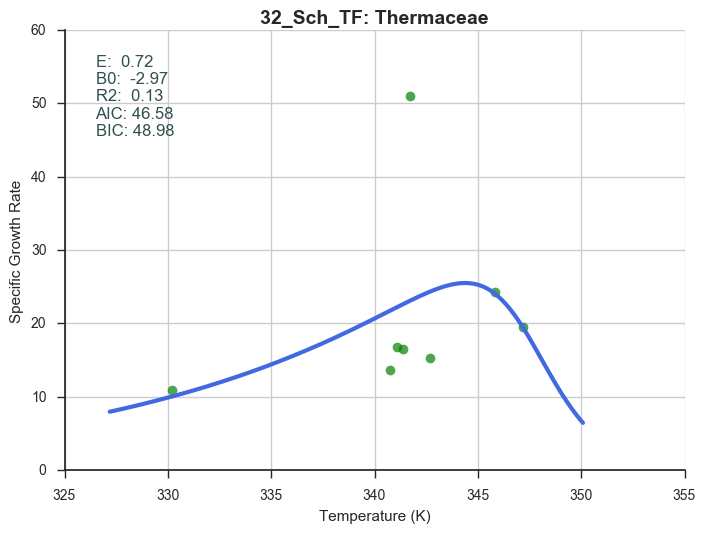 32_Sch_TF: Thermaceae
60
E:  0.72
B0:  -2.97
R2:  0.13
AIC: 46.58
BIC: 48.98
50
40
30
20
10
0
Specific Growth Rate
325 330 335 340 345 350 355
Temperature (K)